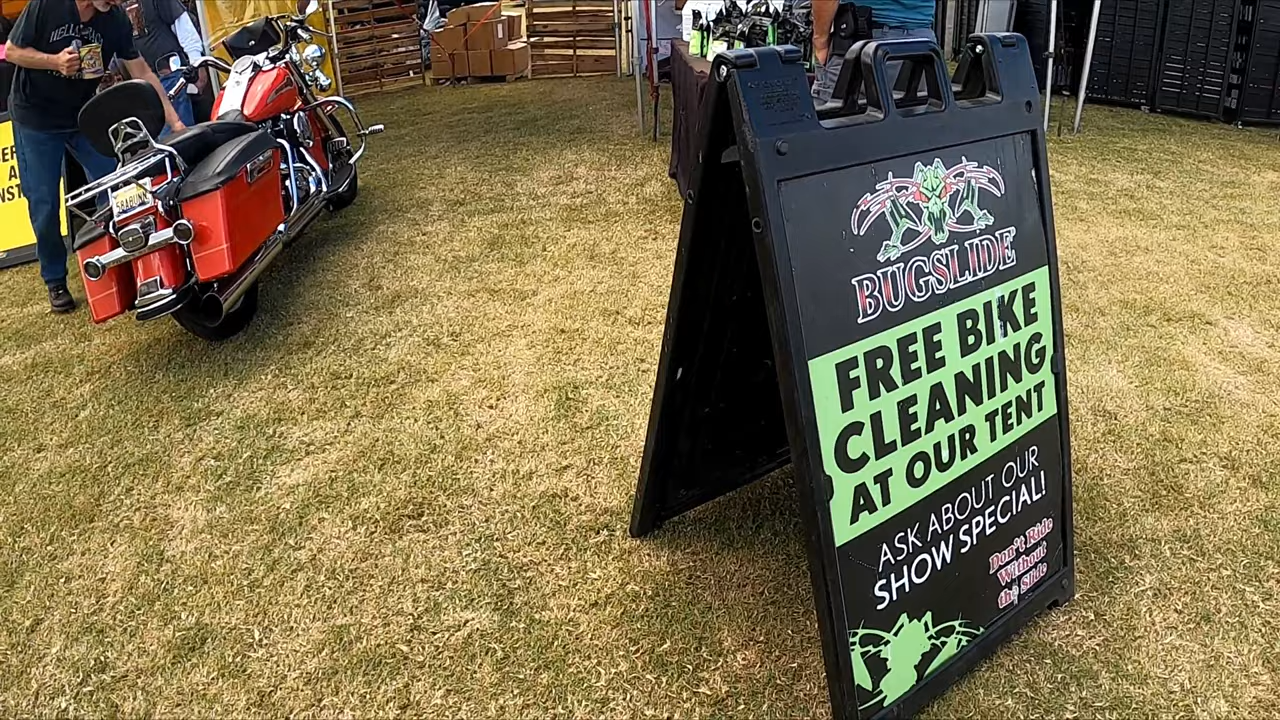 BUGSLIDE
FREE BIKE
CLEANING
AT OUR TENT
ASK ABOUT OUR
SHOW SPECIAL!
Don't Ride
Without
the Slide